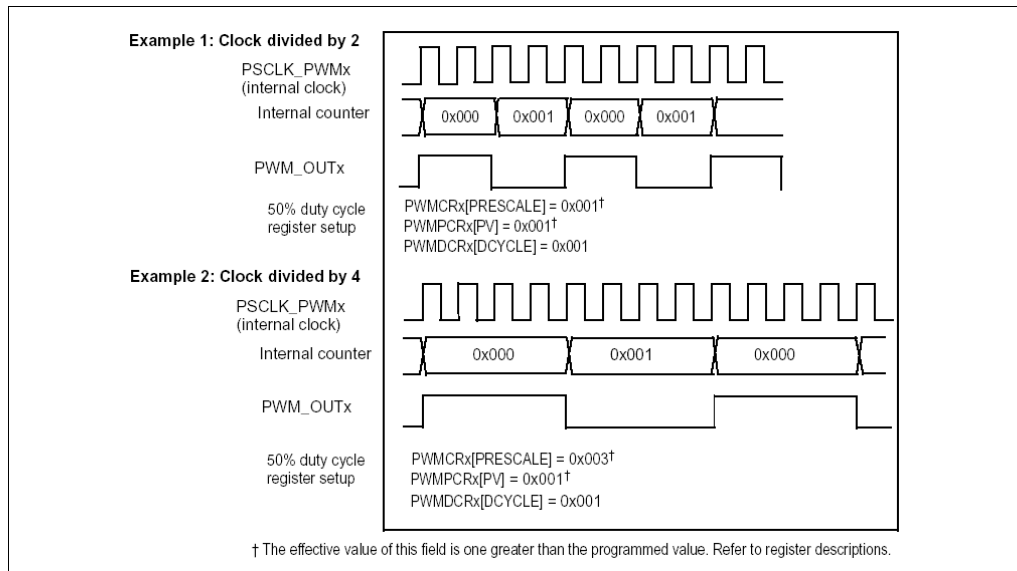 Example 1: Clock divided by 2
PSCLK_PWMx
(internal clock)
Internal counter
0x000 0x001 0x000 0x001
PWM_OUTx
50% duty cycle
register setup
PWMCRx[PRESCALE] = 0x001†
PWMPCRx[PV] = 0x001†
PWMDCRx[DCYCLE] = 0x001
Example 2: Clock divided by 4
PSCLK_PWMx
(internal clock)
Internal counter
0x000 0x001 0x000
PWM_OUTx
50% duty cycle
register setup
PWMCRx[PRESCALE] = 0x003†
PWMPCRx[PV] = 0x001†
PWMDCRx[DCYCLE] = 0x001
† The effective value of this field is one greater than the programmed value. Refer to register descriptions.